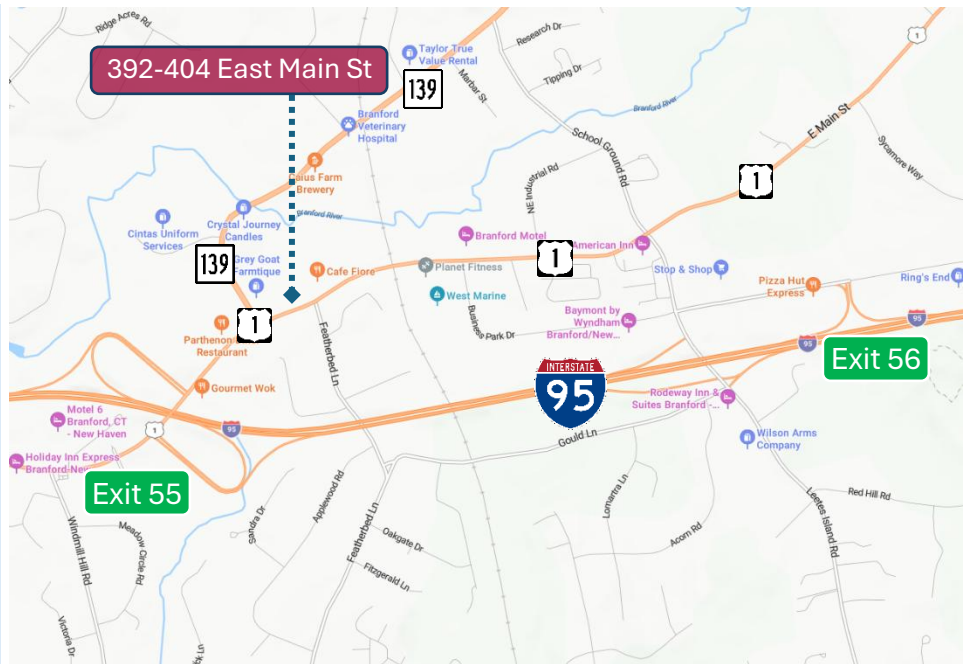 Ridge Acres Rd
392-404 East Main St
Taylor True
Value Rental
139
Marbar St
Research Dr
Tipping Dr
1
Branford
Veterinary
Hospital
Branford River
School Ground Rd
E Main St
Sycamore Way
NE Industrial Rd
aius Farm
Brewery
Branford River
Crystal Journey
Candles
Cintas Uniform
Services
139
Grey Goat
Farmtique
Cafe Fiore
Branford Motel
American Inn
1
1
Planet Fitness
Stop & Shop
West Marine
Pizza Hut
Express
Ring's End
Business Park Dr
Baymont by
Wyndham
Branford/New...
1
Parthenon
Restaurant
Featherbed Ln
95
95
Exit 56
Gourmet Wok
INTERSTATE
95
Rodeway Inn &
Suites Branford -...
Motel 6
Branford, CT
- New Haven
1
95
Gould Ln
Wilson Arms
Company
Holiday Inn Express
Branford-New
Exit 55
Applewood Rd
Lomartra Ln
Red Hill Rd
Leetes Island Rd
Windmill Hill Rd
Meadow Circle Rd
Sandra Dr
Featherbed Ln
Oakgate Dr
Acorn Rd
Fitzgerald Ln
Victoria Dr